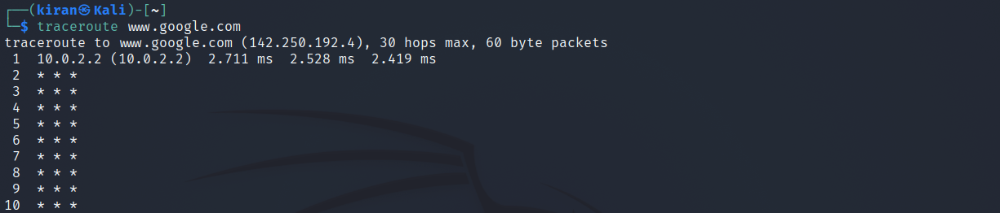 ┌──(kiran㉿Kali)-[~]
└─$ traceroute www.google.com
traceroute to www.google.com (142.250.192.4), 30 hops max, 60 byte packets
 1  10.0.2.2 (10.0.2.2)  2.711 ms  2.528 ms  2.419 ms
 2  * * *
 3  * * *
 4  * * *
 5  * * *
 6  * * *
 7  * * *
 8  * * *
 9  * * *
10  * * *